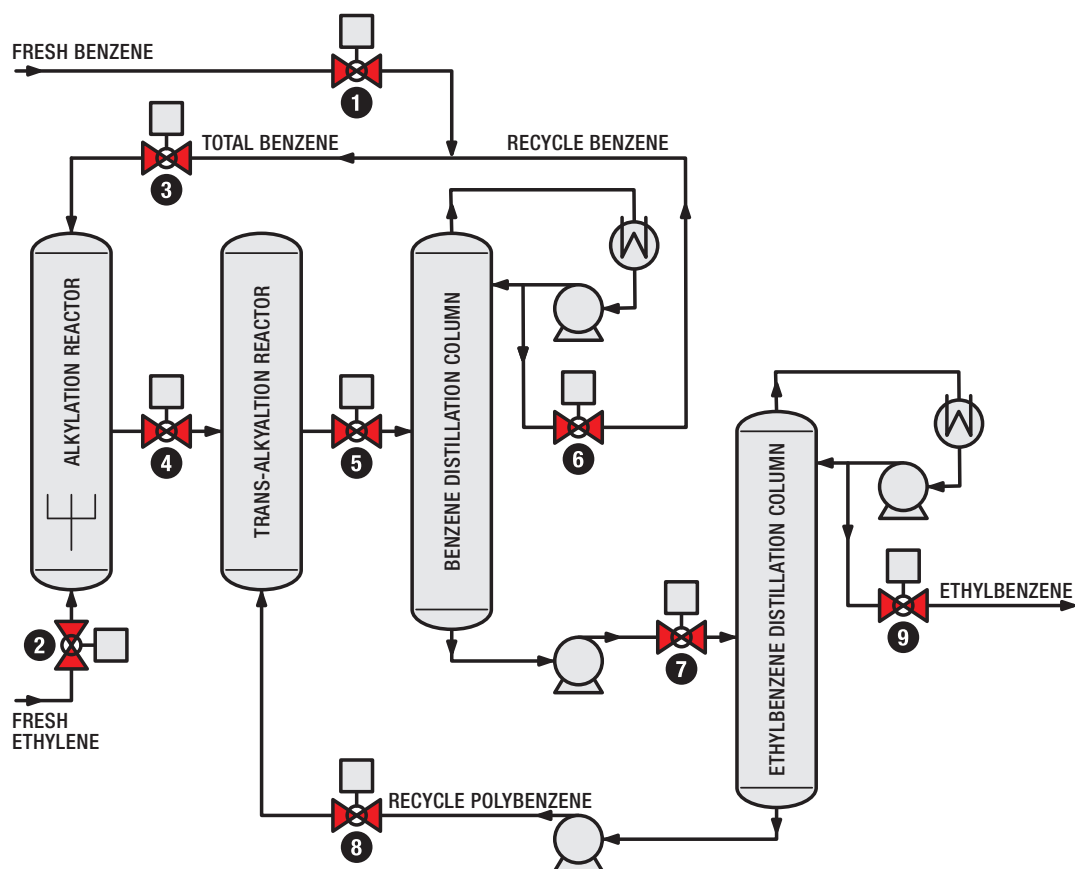 FRESH BENZENE
1
TOTAL BENZENE
RECYCLE BENZENE
3
ALKYLATION REACTOR
TRANS-ALKYALTION REACTOR
BENZENE DISTILLATION COLUMN
4
5
6
ETHYLBENZENE DISTILLATION COLUMN
ETHYLBENZENE
9
2
7
FRESH
ETHYLENE
RECYCLE POLYBENZENE
8